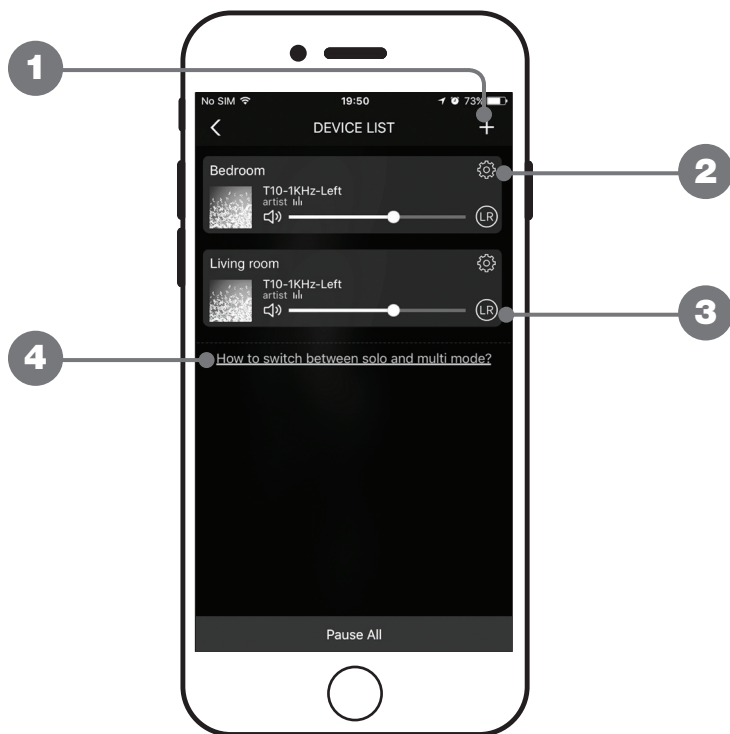 1
No SIM 19:50 73%
DEVICE LIST +
2
Bedroom
T10-1KHz-Left
artist
LR
Living room
T10-1KHz-Left
artist
LR
3
4
How to switch between solo and multi mode?
Pause All